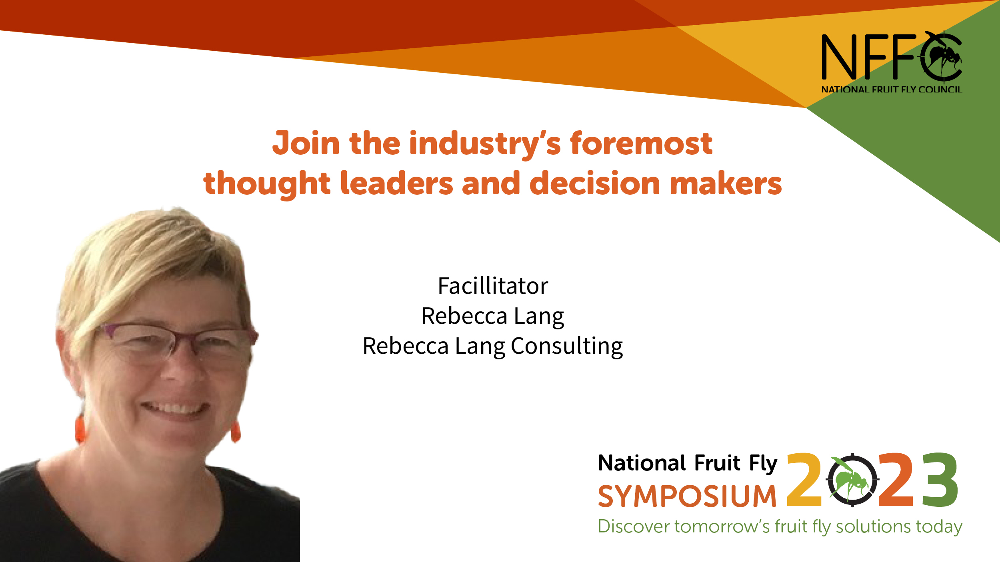 NFFC
NATIONAL FRUIT FLY COUNCIL
Join the industry’s foremost
thought leaders and decision makers
Facillitator
Rebecca Lang
Rebecca Lang Consulting
National Fruit Fly
SYMPOSIUM 2023
Discover tomorrow’s fruit fly solutions today